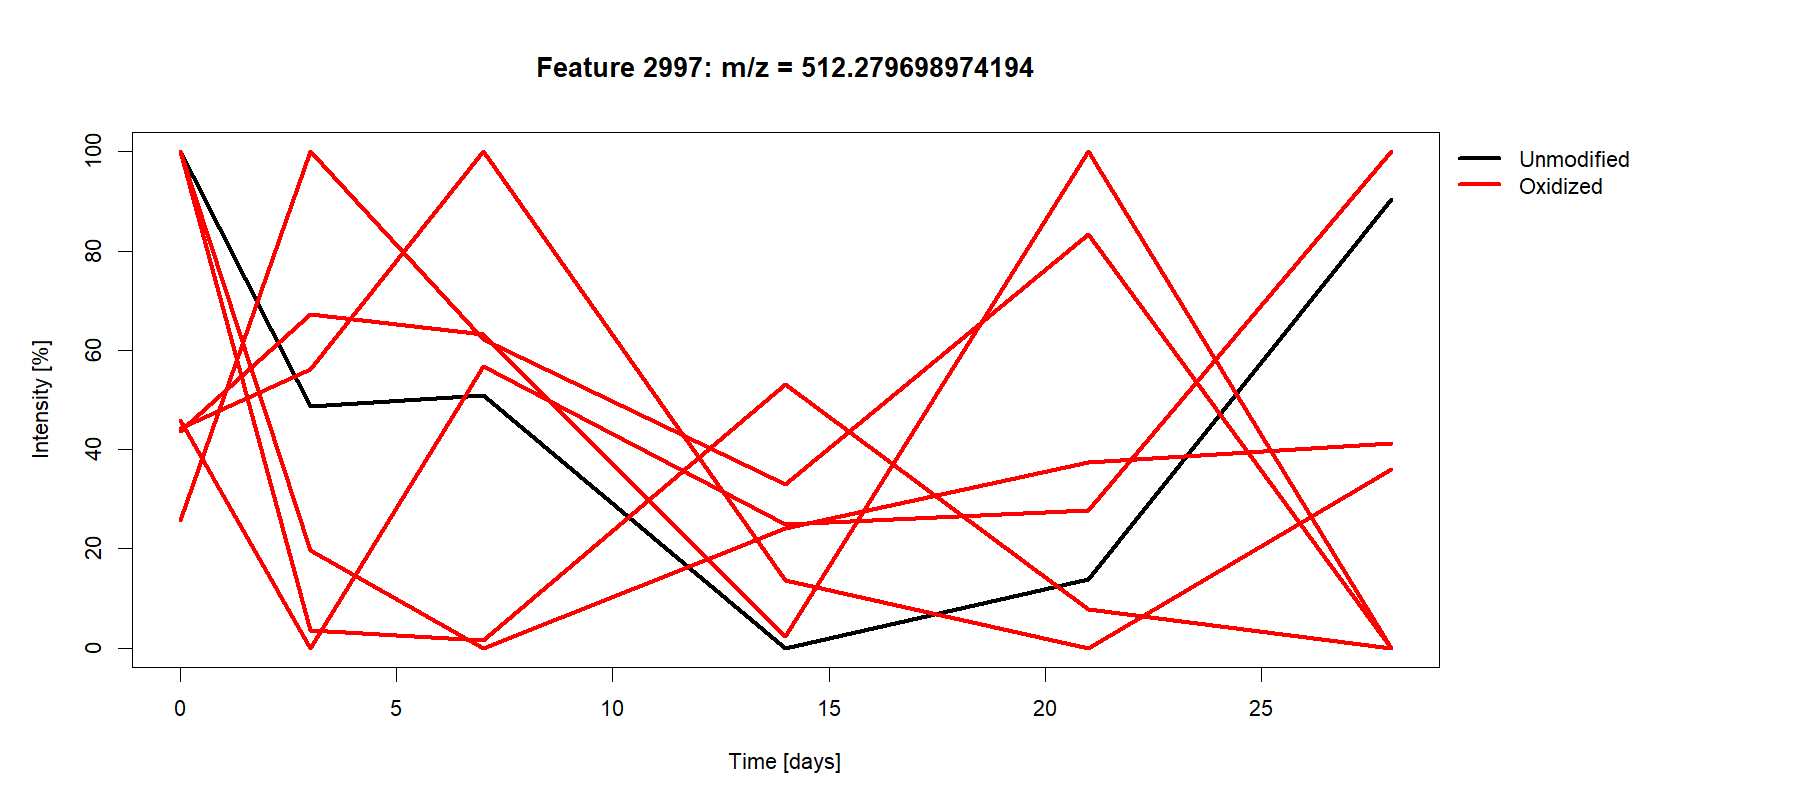 Feature 2997: m/z = 512.279698974194
Unmodified
Oxidized
Intensity [%]
100
80
60
40
20
0
0 5 10 15 20 25
Time [days]